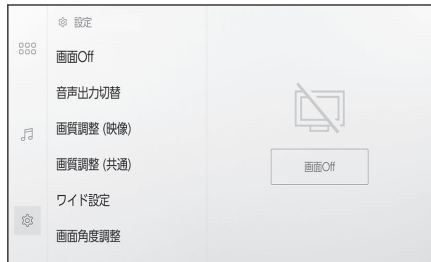 設定
画面Off
音声出力切替
画質調整 (映像)
画質調整 (共通)
ワイド設定
画面角度調整
画面Off